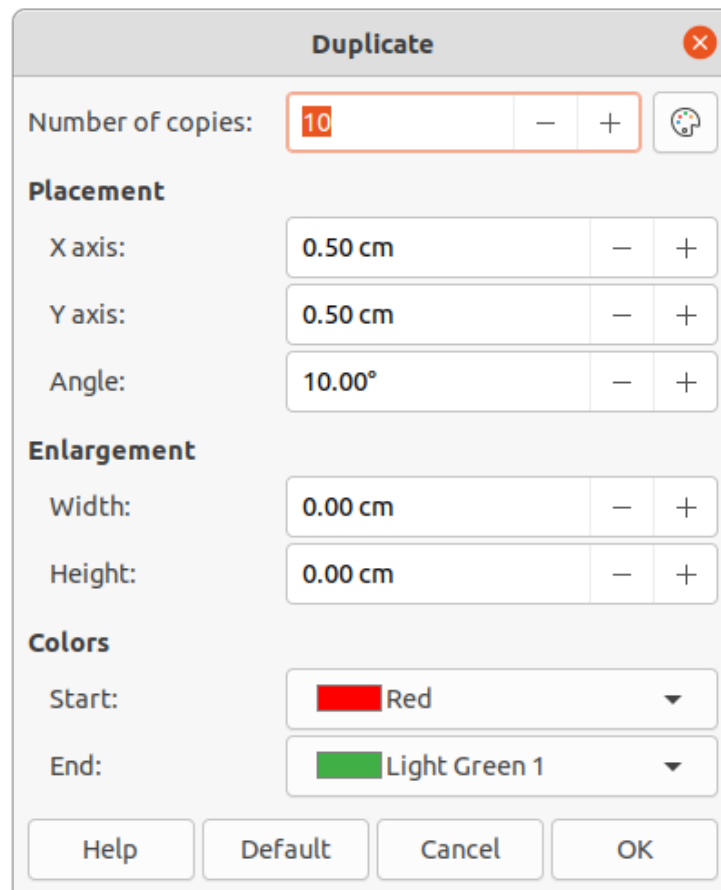 Duplicate
Number of copies: 10
Placement
X axis: 0.50 cm
Y axis: 0.50 cm
Angle: 10.00°
Enlargement
Width: 0.00 cm
Height: 0.00 cm
Colors
Start: Red
End: Light Green 1
Help Default Cancel OK